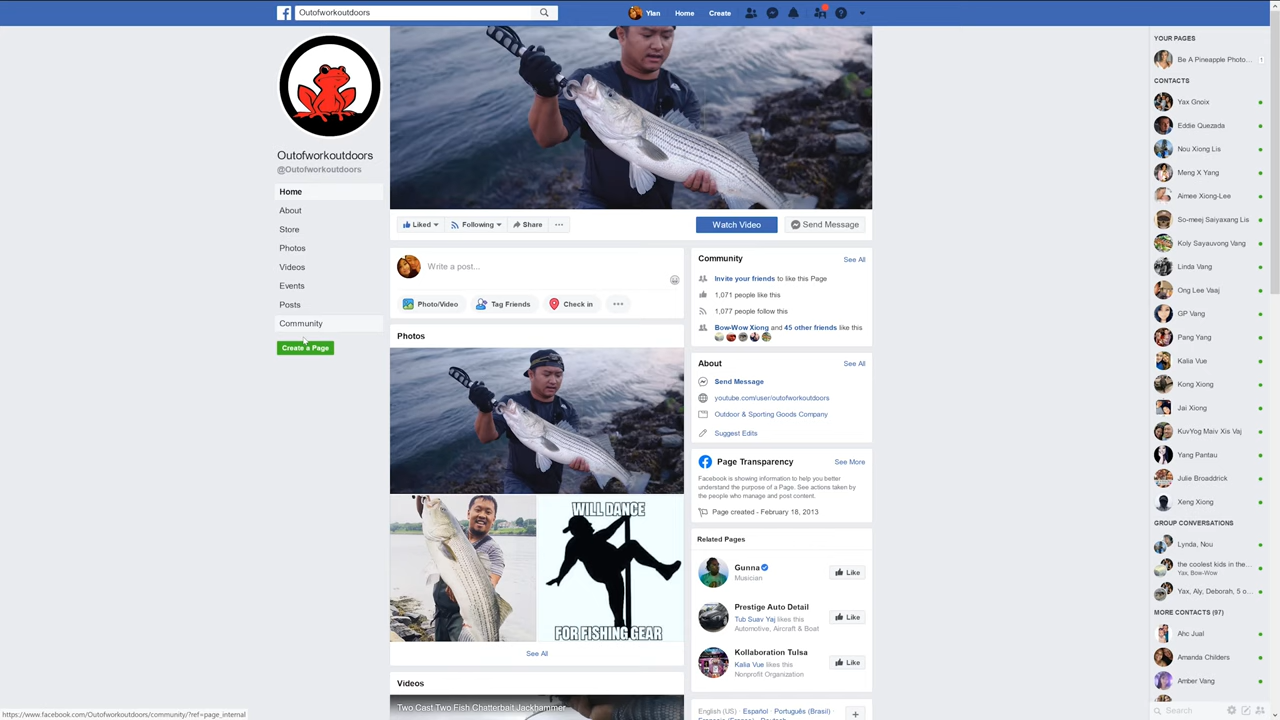 Outofworkoutdoors
Ylan
Home
Create
Outofworkoutdoors
@Outofworkoutdoors
Home
About
Store
Photos
Videos
Events
Posts
Community
Create a Page
Liked
Following
Share
Watch Video
Send Message
Write a post...
Photo/Video
Tag Friends
Check in
Photos
WILL DANCE
FOR FISHING GEAR
See All
Videos
Two Cast Two Fish Chatterbait Jackhammer
Community
See All
Invite your friends to like this Page
1,071 people like this
1,077 people follow this
Bow-Wow Xiong and 45 other friends like this
About
See All
Send Message
youtube.com/user/outofworkoutdoors
Outdoor & Sporting Goods Company
Suggest Edits
Page Transparency
See More
Facebook is showing information to help you better
understand the purpose of a Page. See actions taken by
the people who manage and post content.
Page created - February 18, 2013
Related Pages
Gunna
Musician
Like
Prestige Auto Detail
Tub Suav Yaj likes this
Automotive, Aircraft & Boat
Like
Kollaboration Tulsa
Kalia Vue likes this
Nonprofit Organization
Like
English (US) · Español · Português (Brasil) ·
YOUR PAGES
Be A Pineapple Photo...
1
CONTACTS
Yax Gnoix
Eddie Quezada
Nou Xiong Lis
Meng X Yang
Aimee Xiong-Lee
So-meej Saiyaxang Lis
Koly Sayauvong Vang
Linda Vang
Ong Lee Vaaj
GP Vang
Pang Yang
Kalia Vue
Kong Xiong
Jai Xiong
KuvYog Maiv Xis Vaj
Yang Pantau
Julie Broaddrick
Xeng Xiong
GROUP CONVERSATIONS
Lynda, Nou
the coolest kids in the...
Yax, Bow-Wow
Yax, Aly, Deborah, 5 o...
MORE CONTACTS (97)
Ahc Jual
Amanda Childers
Amber Vang
Search
https://www.facebook.com/Outofworkoutdoors/community/?ref=page_internal